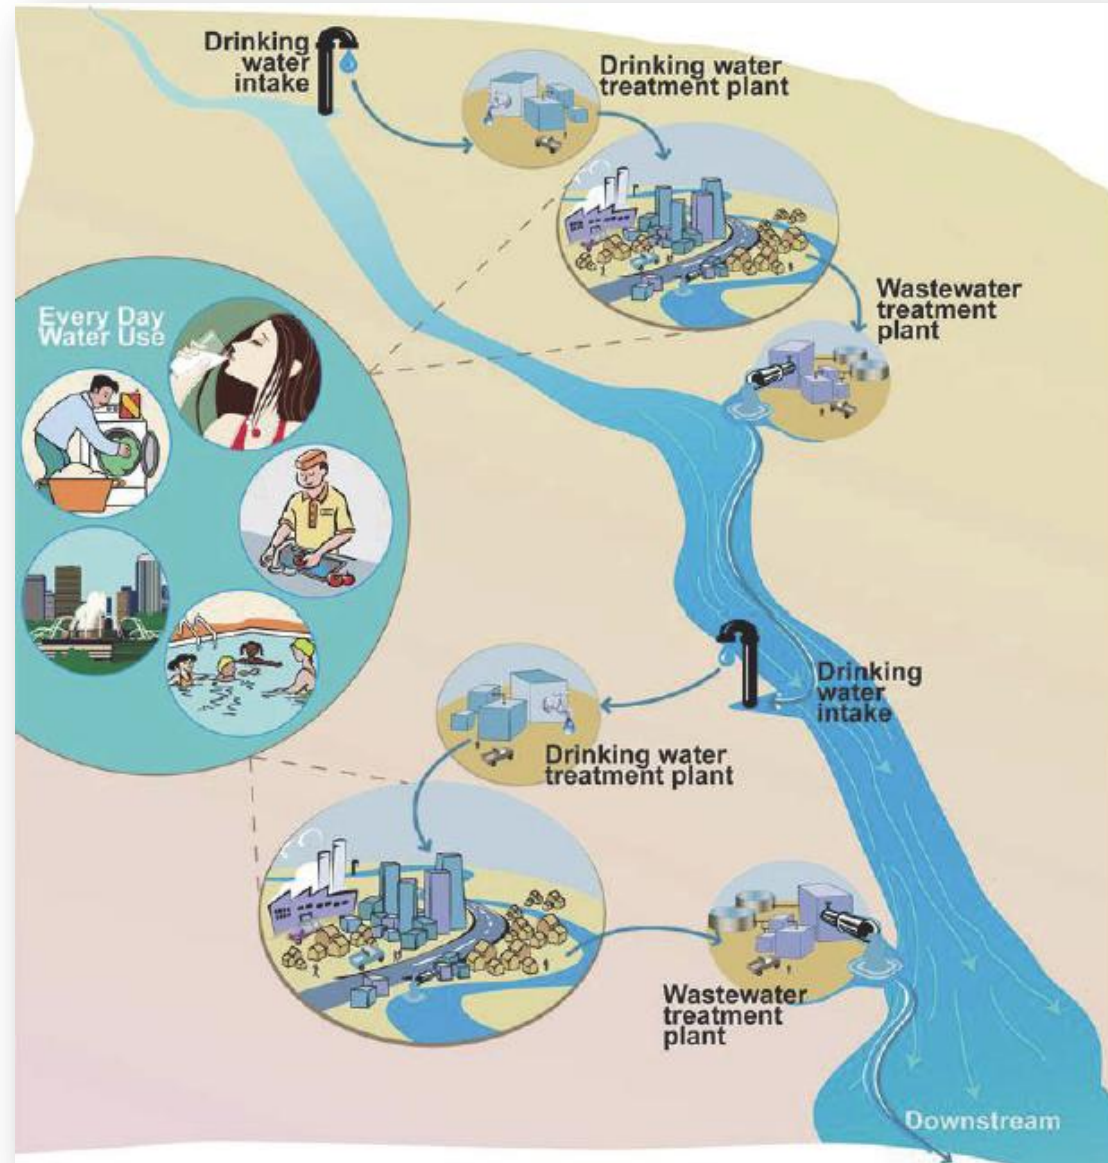 Drinking
water
intake
Drinking water
treatment plant
Wastewater
treatment
plant
Every Day
Water Use
Drinking
water
intake
Drinking water
treatment plant
Wastewater
treatment
plant
Downstream